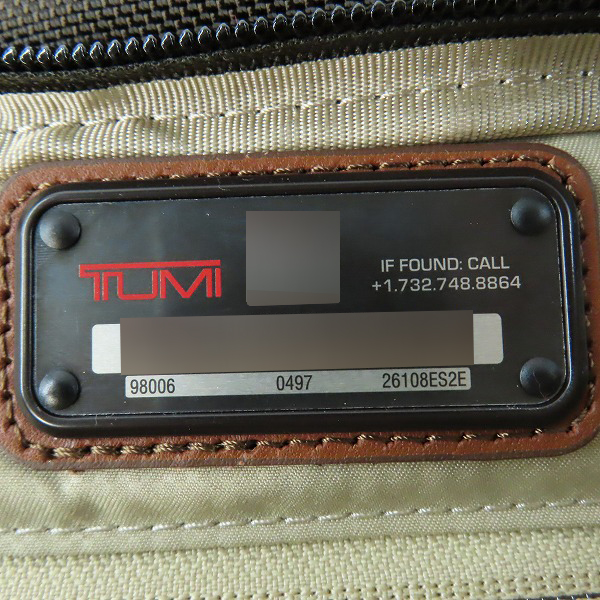 TUMI
IF FOUND: CALL
+1.732.748.8864
98006 0497 26108ES2E